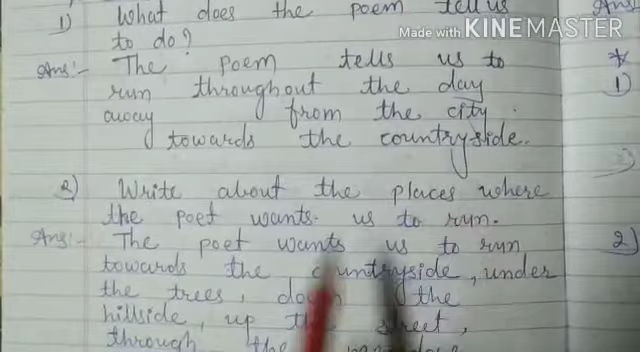 1) What does the poem tell us
to do?
Ans:- The poem tells us to
run throughout the day
away from the city
towards the countryside.
2) Write about the places where
the poet wants us to run.
Ans:- The poet wants us to run
towards the countryside, under
the trees, down the
hillside, up the street,
through the
Made with KINEMASTER
Ans
*
1)
2)